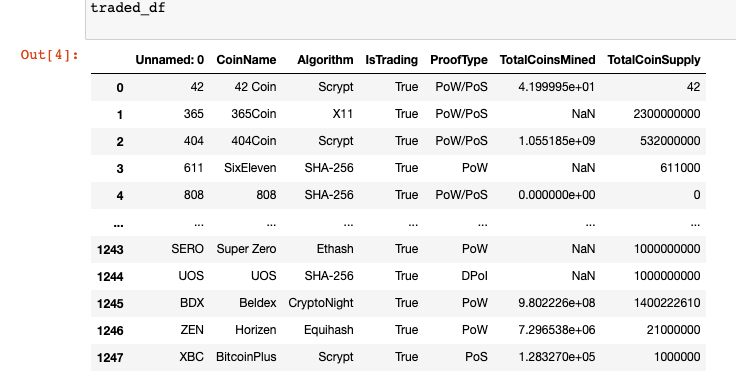 traded_df
Out[4]:
Unnamed: 0 CoinName Algorithm IsTrading ProofType TotalCoinsMined TotalCoinSupply
0 42 42 Coin Scrypt True PoW/PoS 4.199995e+01 42
1 365 365Coin X11 True PoW/PoS NaN 2300000000
2 404 404Coin Scrypt True PoW/PoS 1.055185e+09 532000000
3 611 SixEleven SHA-256 True PoW NaN 611000
4 808 808 SHA-256 True PoW/PoS 0.000000e+00 0
... ... ... ... ... ... ... ...
1243 SERO Super Zero Ethash True PoW NaN 1000000000
1244 UOS UOS SHA-256 True DPoI NaN 1000000000
1245 BDX Beldex CryptoNight True PoW 9.802226e+08 1400222610
1246 ZEN Horizen Equihash True PoW 7.296538e+06 21000000
1247 XBC BitcoinPlus Scrypt True PoS 1.283270e+05 1000000